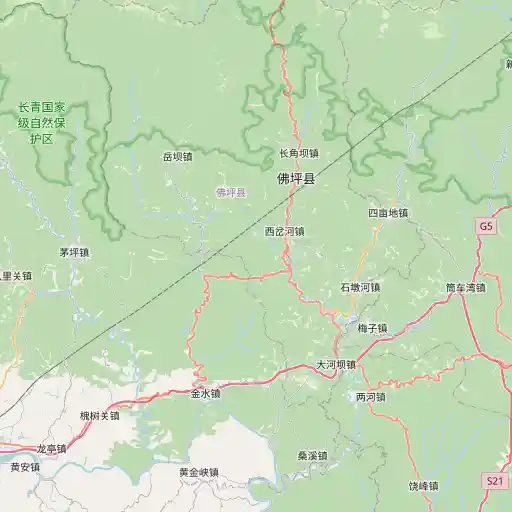 长青国家
级自然保
护区
岳坝镇
长角坝镇
佛坪县
佛坪县
四亩地镇
西岔河镇
G5
茅坪镇
里关镇
石墩河镇
筒车湾镇
梅子镇
大河坝镇
金水镇
两河镇
槐树关镇
龙亭镇
桑溪镇
黄安镇
黄金峡镇
S21
饶峰镇